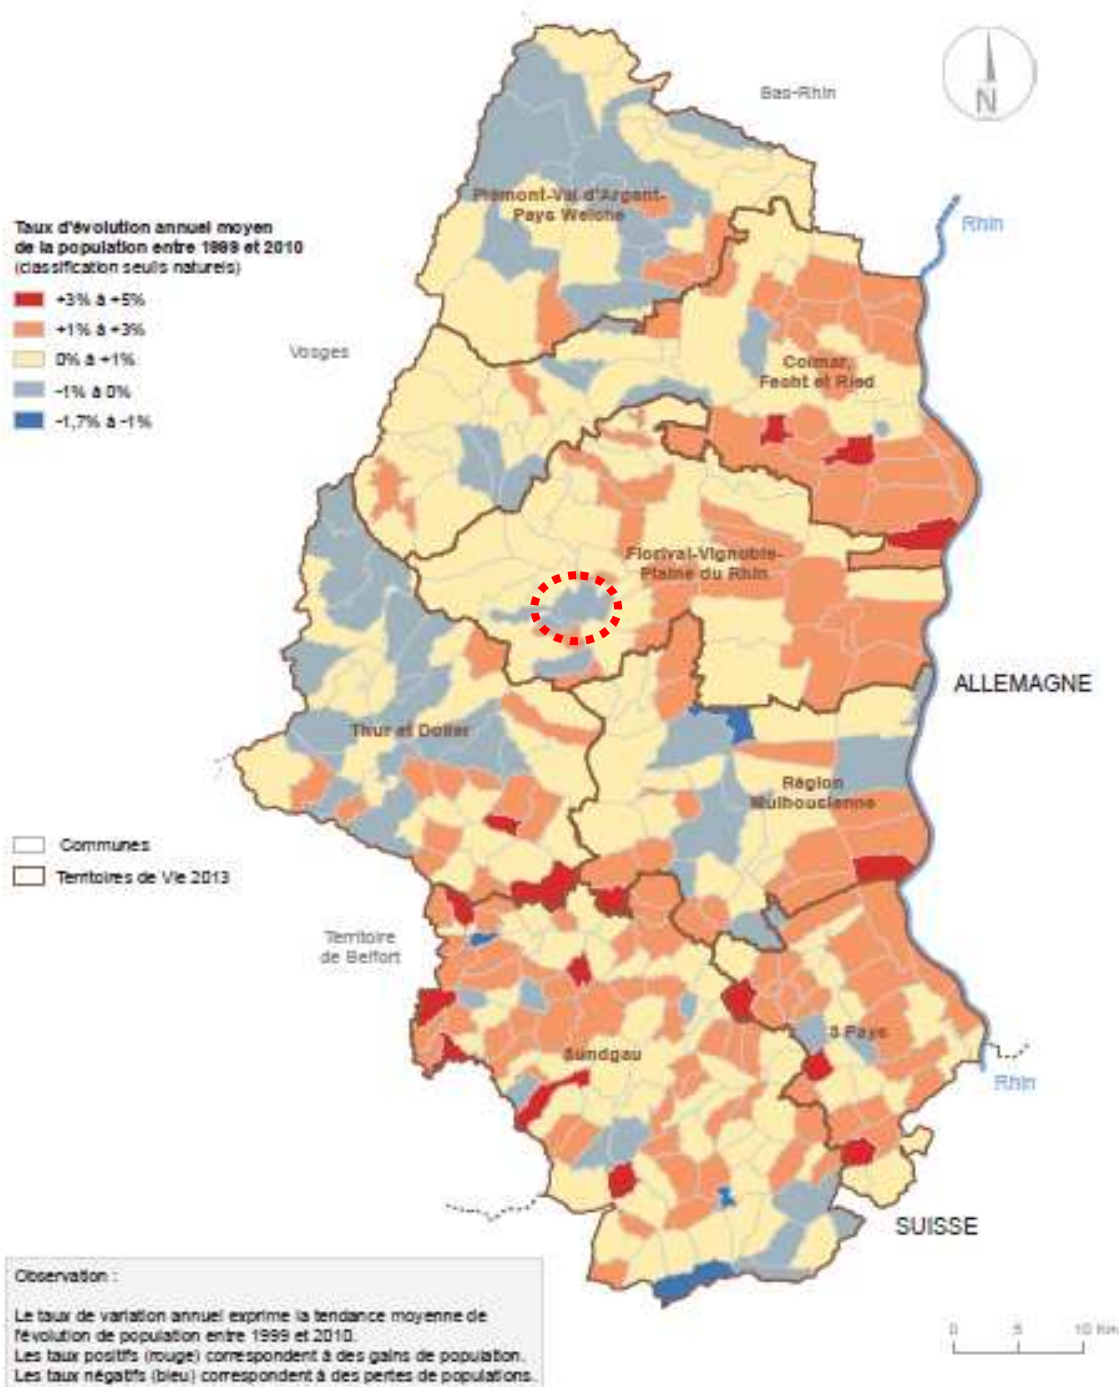 Bas-Rhin
N
Piémont-Val d'Argent-
Pays Welche
Rhin
Taux d'évolution annuel moyen
de la population entre 1999 et 2010
(classification seuils naturels)
+3% à +5%
+1% à +3%
0% à +1%
-1% à 0%
-1,7% à -1%
Vosges
Colmar,
Fecht et Ried
Florival-Vignoble-
Plaine du Rhin
ALLEMAGNE
Thur et Doller
Région
Mulhousienne
Communes
Territoires de Vie 2013
Territoire
de Belfort
3 Pays
Sundgau
Rhin
SUISSE
Observation :
Le taux de variation annuel exprime la tendance moyenne de
l'évolution de population entre 1999 et 2010.
Les taux positifs (rouge) correspondent à des gains de population.
Les taux négatifs (bleu) correspondent à des pertes de populations.
0 5 10 Km